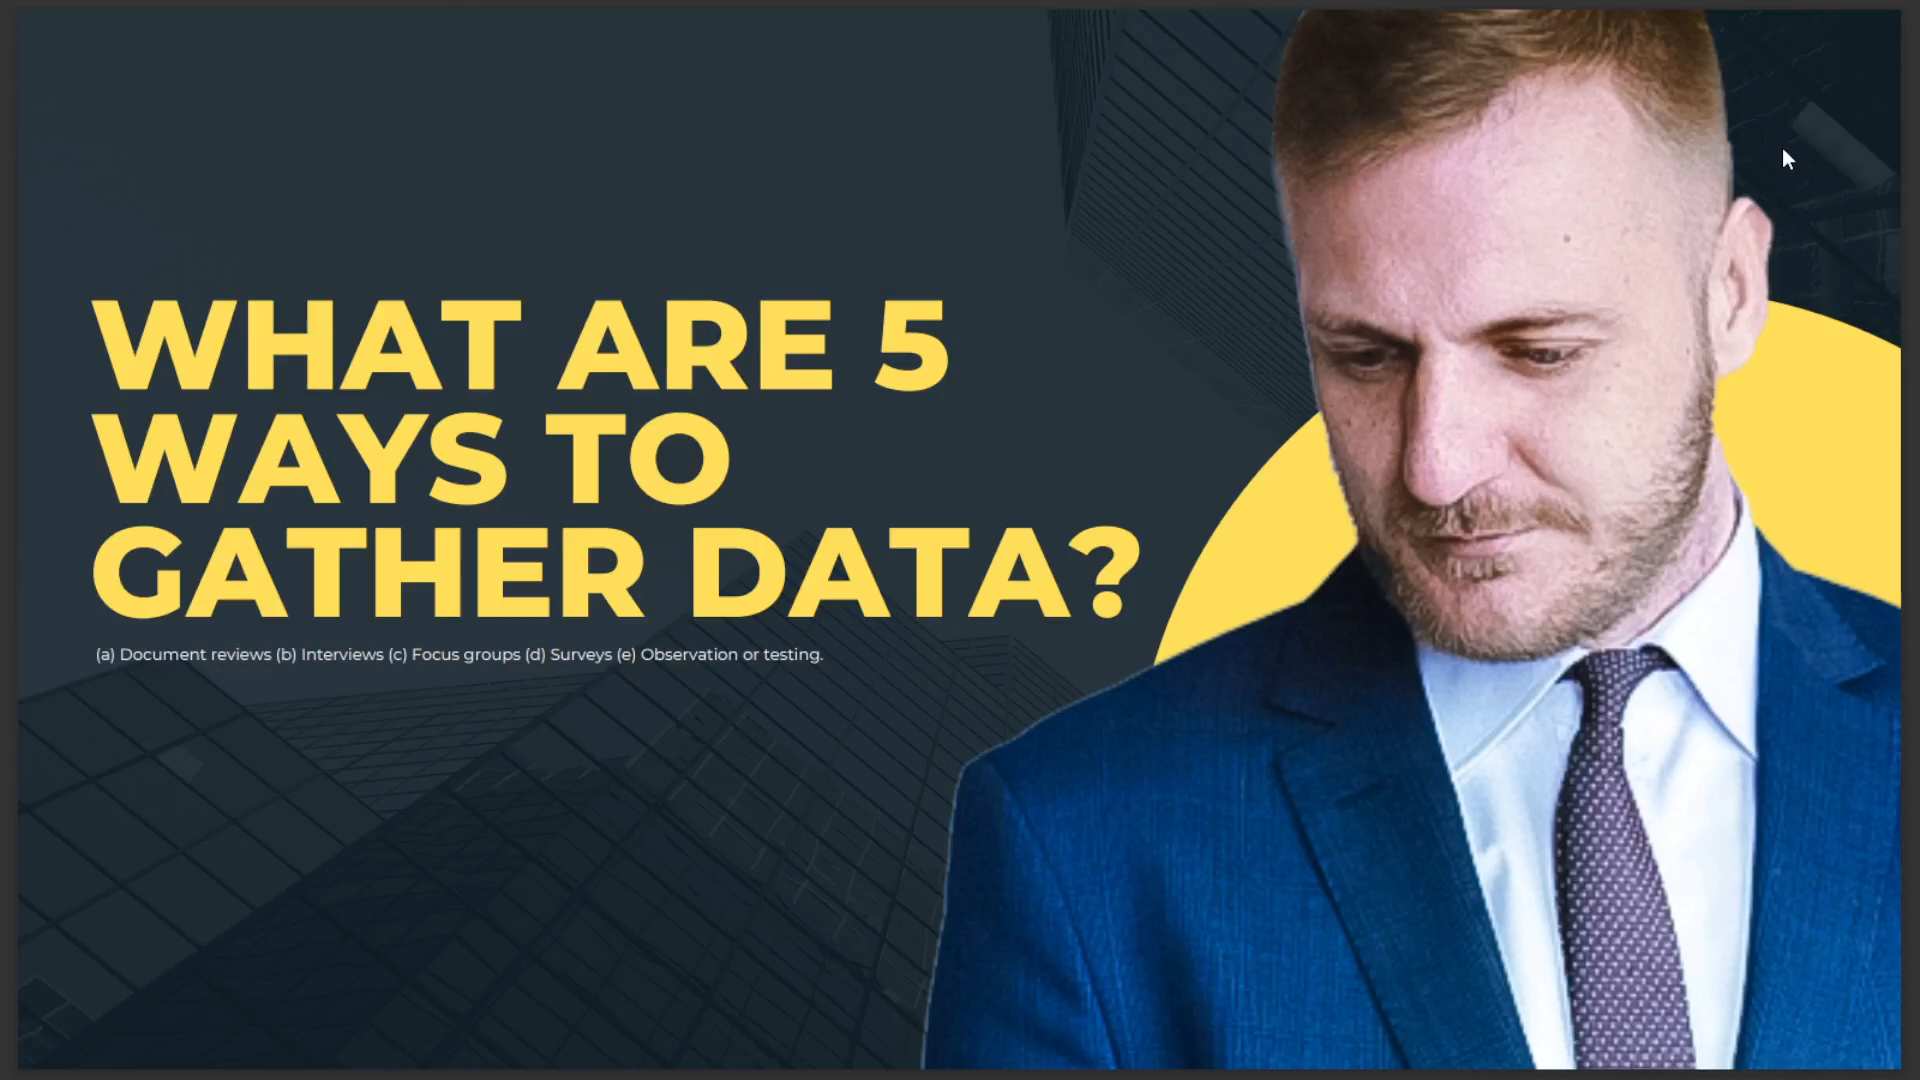 WHAT ARE 5
WAYS TO
GATHER DATA?
(a) Document reviews (b) Interviews (c) Focus groups (d) Surveys (e) Observation or testing.